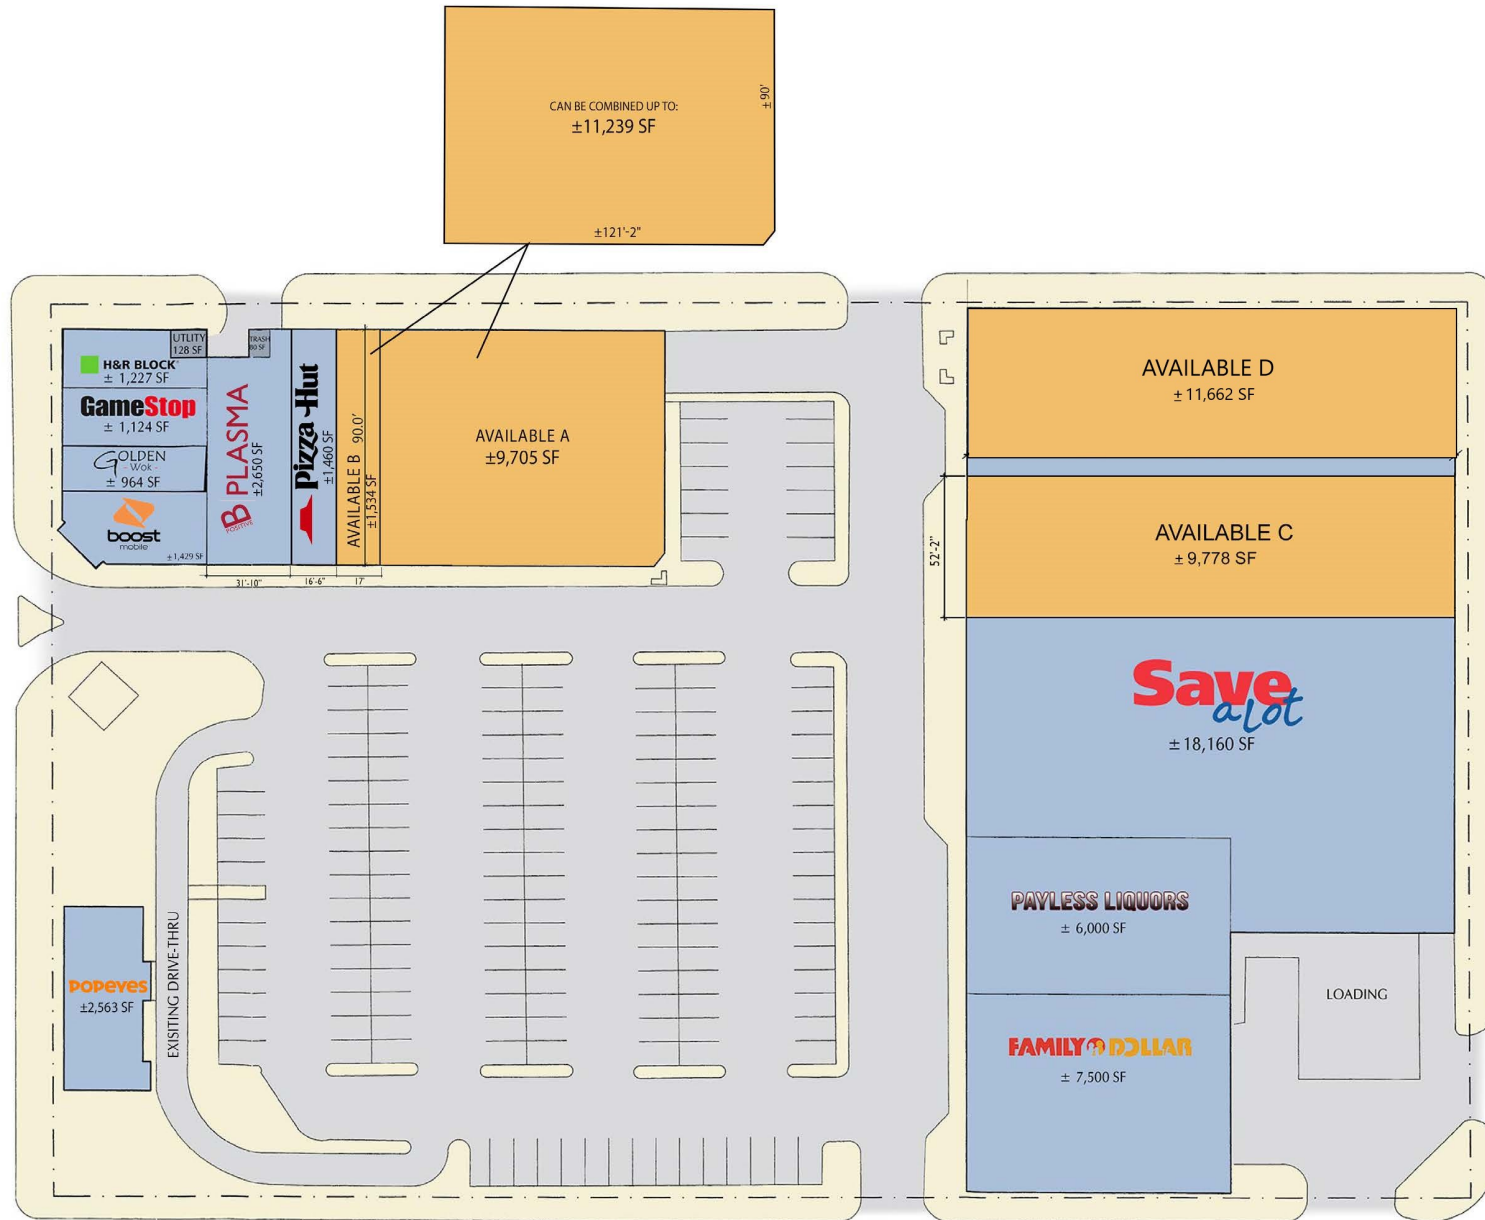 CAN BE COMBINED UP TO:
±11,239 SF
± 90'
±121'-2"
UTLITY
128 SF
TRASH
80 SF
H&R BLOCK
± 1,227 SF
GameStop
± 1,124 SF
GOLDEN
- Wok -
± 964 SF
boost
mobile
±1,429 SF
B PLASMA
POSITIVE
±2,650 SF
Pizza Hut
±1,460 SF
AVAILABLE B 90.0'
±1,534 SF
AVAILABLE A
±9,705 SF
31'-10"
16'-6"
17'
AVAILABLE D
± 11,662 SF
AVAILABLE C
± 9,778 SF
52'-2"
Save
a lot
± 18,160 SF
PAYLESS LIQUORS
± 6,000 SF
LOADING
FAMILY DOLLAR
± 7,500 SF
POPEYES
±2,563 SF
EXISITING DRIVE-THRU